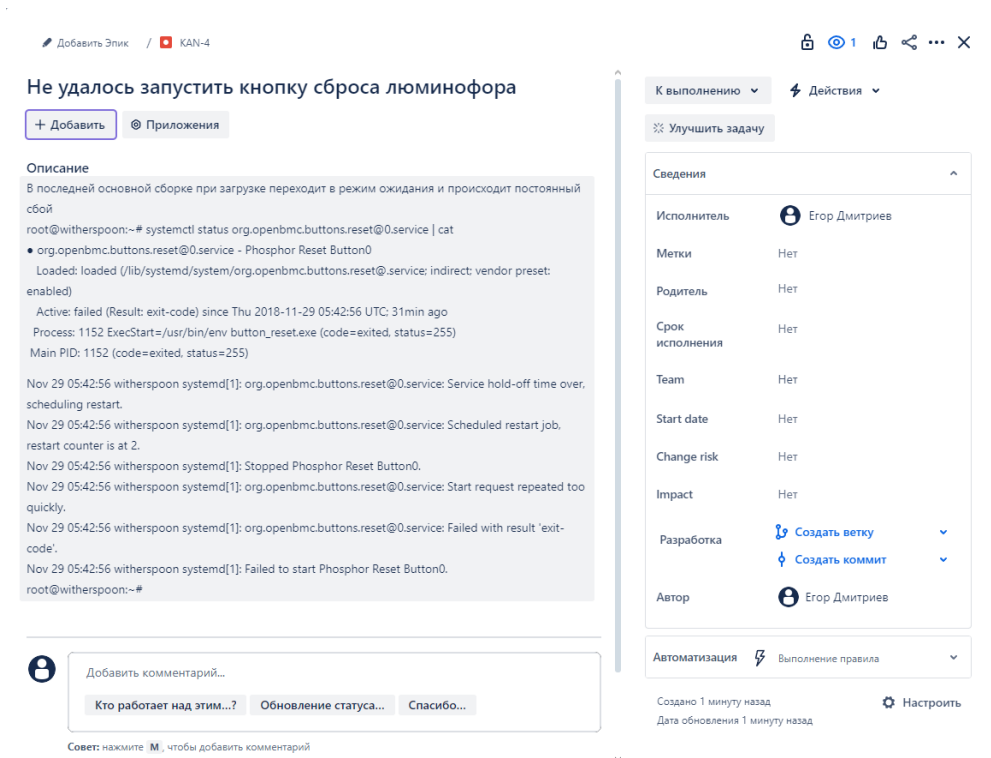 Добавить Эпик / KAN-4
1
Не удалось запустить кнопку сброса люминофора
+ Добавить
Приложения
Описание
В последней основной сборке при загрузке переходит в режим ожидания и происходит постоянный
сбой
root@witherspoon:~# systemctl status org.openbmc.buttons.reset@0.service | cat
● org.openbmc.buttons.reset@0.service - Phosphor Reset Button0
Loaded: loaded (/lib/systemd/system/org.openbmc.buttons.reset@.service; indirect; vendor preset:
enabled)
Active: failed (Result: exit-code) since Thu 2018-11-29 05:42:56 UTC; 31min ago
Process: 1152 ExecStart=/usr/bin/env button_reset.exe (code=exited, status=255)
Main PID: 1152 (code=exited, status=255)
Nov 29 05:42:56 witherspoon systemd[1]: org.openbmc.buttons.reset@0.service: Service hold-off time over,
scheduling restart.
Nov 29 05:42:56 witherspoon systemd[1]: org.openbmc.buttons.reset@0.service: Scheduled restart job,
restart counter is at 2.
Nov 29 05:42:56 witherspoon systemd[1]: Stopped Phosphor Reset Button0.
Nov 29 05:42:56 witherspoon systemd[1]: org.openbmc.buttons.reset@0.service: Start request repeated too
quickly.
Nov 29 05:42:56 witherspoon systemd[1]: org.openbmc.buttons.reset@0.service: Failed with result 'exit-
code'.
Nov 29 05:42:56 witherspoon systemd[1]: Failed to start Phosphor Reset Button0.
root@witherspoon:~#
Добавить комментарий...
Кто работает над этим...?
Обновление статуса...
Спасибо...
Совет: нажмите M , чтобы добавить комментарий
К выполнению
Действия
Улучшить задачу
Сведения
Исполнитель
Егор Дмитриев
Метки
Нет
Родитель
Нет
Срок
исполнения
Нет
Team
Нет
Start date
Нет
Change risk
Нет
Impact
Нет
Разработка
Создать ветку
Создать коммит
Автор
Егор Дмитриев
Автоматизация
Выполнение правила
Создано 1 минуту назад
Дата обновления 1 минуту назад
Настроить